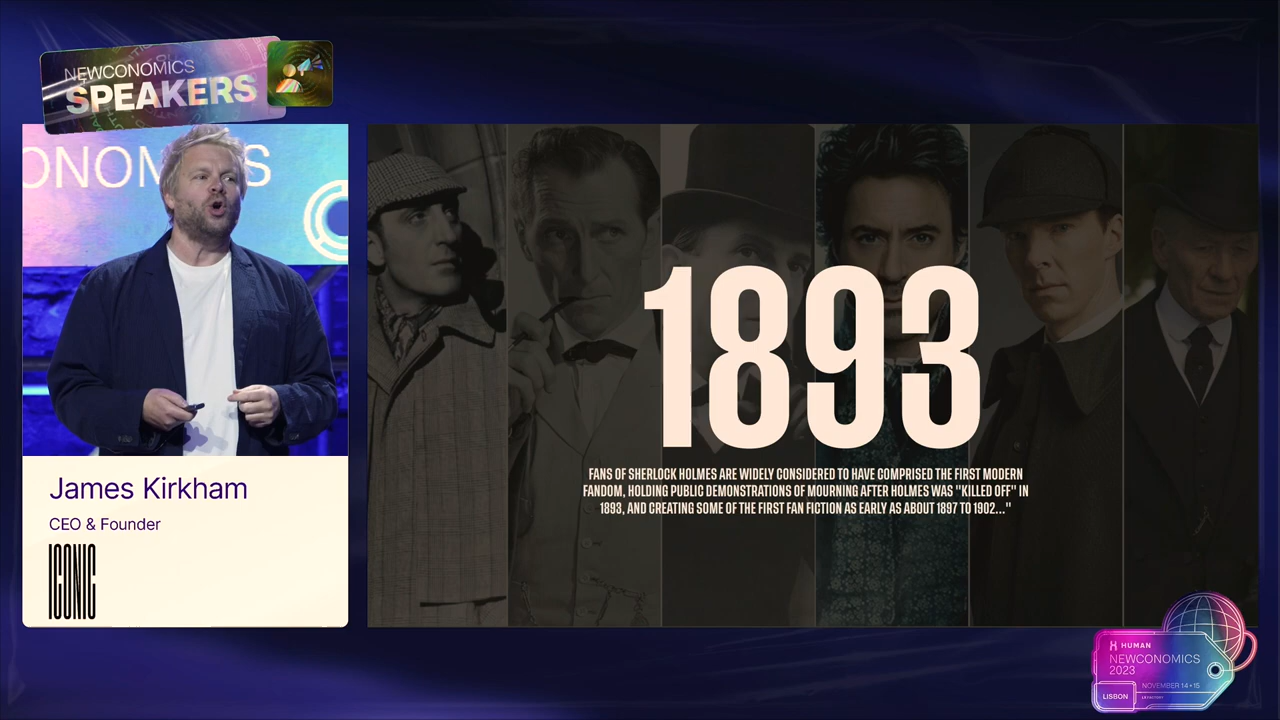 NEWCONOMICS
SPEAKERS
ONOMICS
James Kirkham
CEO & Founder
ICONIC
1893
FANS OF SHERLOCK HOLMES ARE WIDELY CONSIDERED TO HAVE COMPRISED THE FIRST MODERN
FANDOM, HOLDING PUBLIC DEMONSTRATIONS OF MOURNING AFTER HOLMES WAS "KILLED OFF" IN
1893, AND CREATING SOME OF THE FIRST FAN FICTION AS EARLY AS ABOUT 1897 TO 1902..."
HUMAN
NEWCONOMICS
2023
NOVEMBER 14 • 15
LISBON